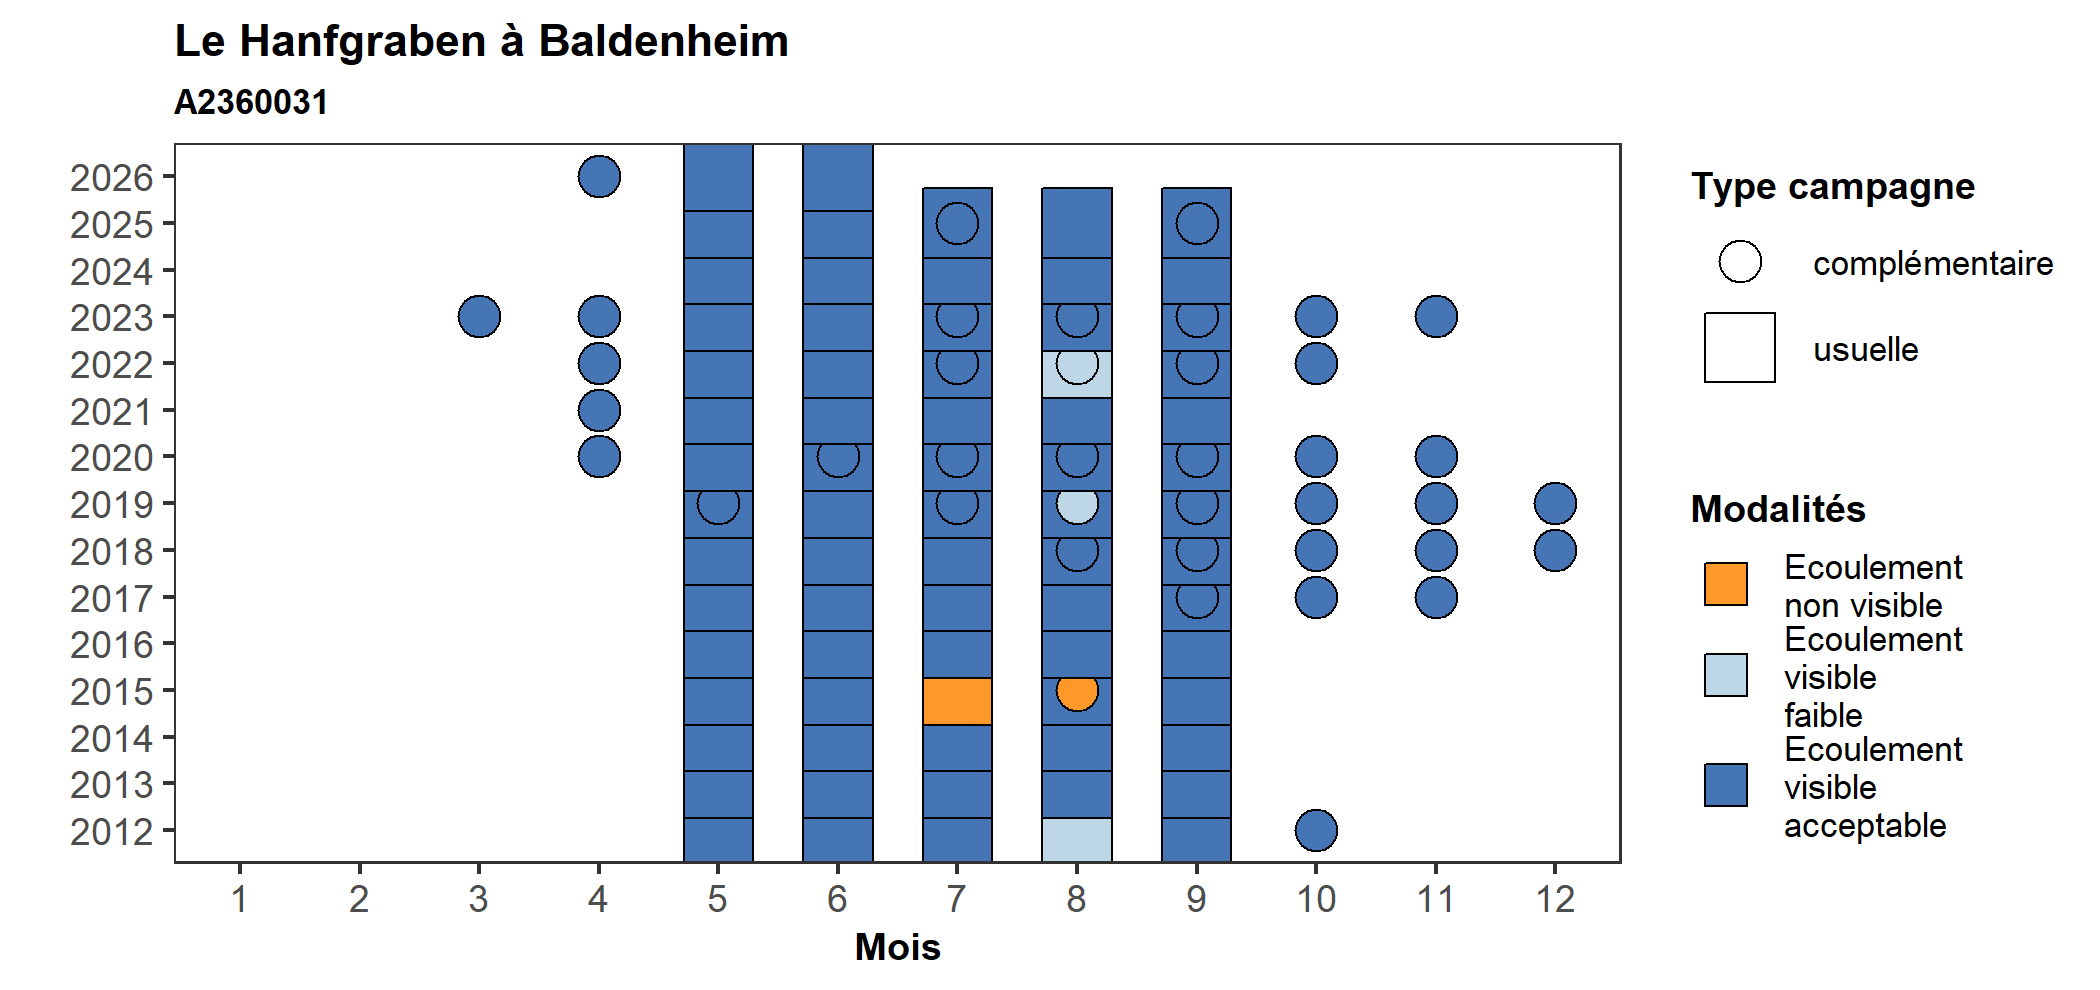 Le Hanfgraben à Baldenheim
A2360031
2026
2025
2024
2023
2022
2021
2020
2019
2018
2017
2016
2015
2014
2013
2012
1 2 3 4 5 6 7 8 9 10 11 12
Mois
Type campagne
complémentaire
usuelle
Modalités
Ecoulement
non visible
Ecoulement
visible
faible
Ecoulement
visible
acceptable